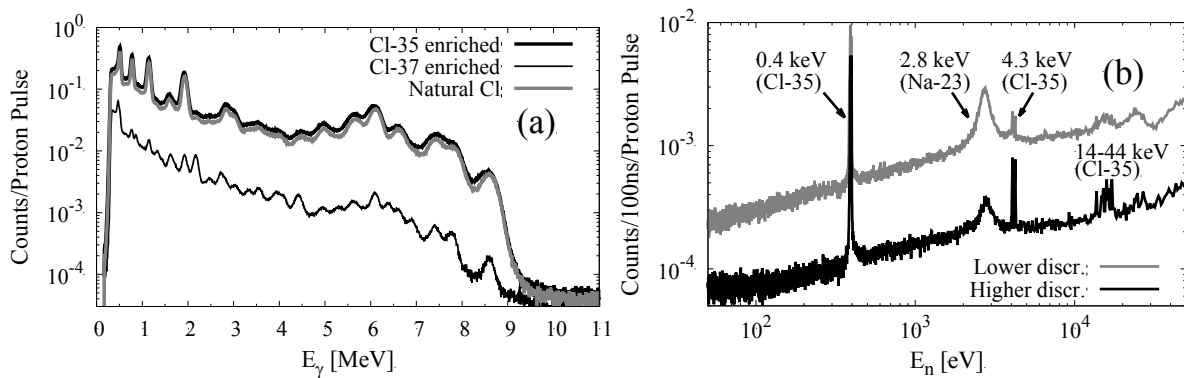 10^0
10^-1
10^-2
10^-3
10^-4
Counts/Proton Pulse
Cl-35 enriched
Cl-37 enriched
Natural Cl
(a)
0 1 2 3 4 5 6 7 8 9 10 11
E_γ [MeV]
10^-2
10^-3
10^-4
Counts/100ns/Proton Pulse
0.4 keV
(Cl-35)
2.8 keV
(Na-23)
4.3 keV
(Cl-35)
(b)
14-44 keV
(Cl-35)
Lower discr.
Higher discr.
10^2 10^3 10^4
E_n [eV]